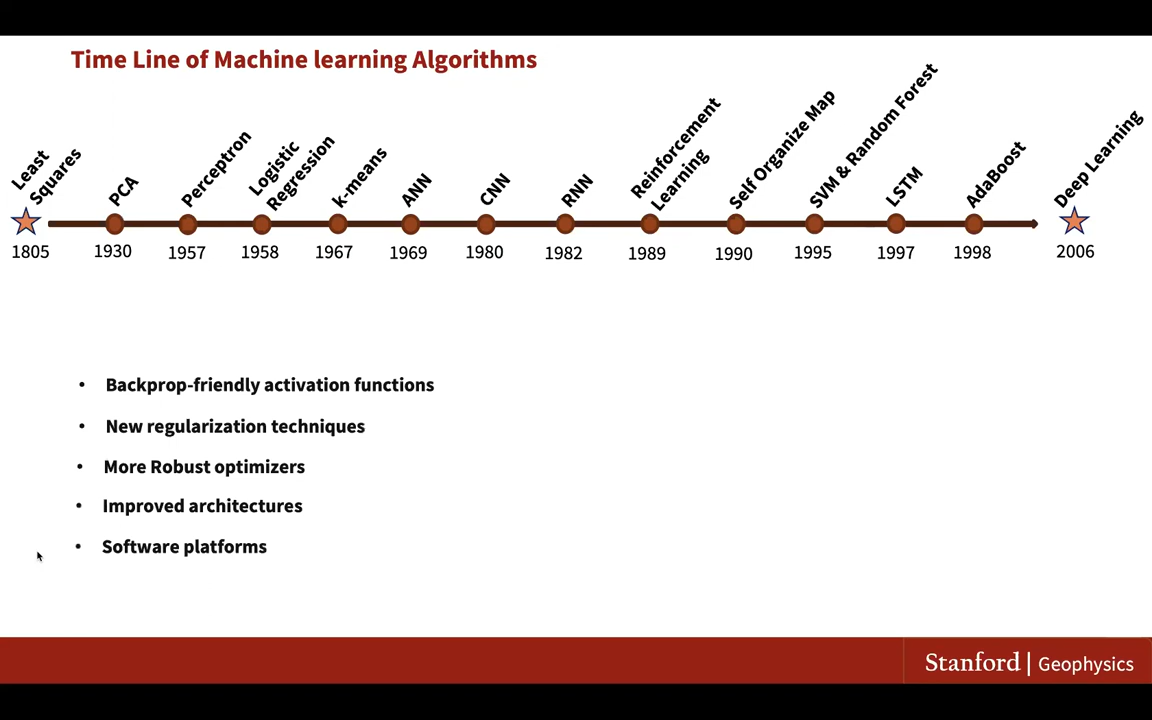 Time Line of Machine learning Algorithms
Least
Squares
PCA
Perceptron
Logistic
Regression
k-means
ANN
CNN
RNN
Reinforcement
Learning
Self Organize Map
SVM & Random Forest
LSTM
AdaBoost
Deep Learning
1805
1930
1957
1958
1967
1969
1980
1982
1989
1990
1995
1997
1998
2006
• Backprop-friendly activation functions
• New regularization techniques
• More Robust optimizers
• Improved architectures
• Software platforms
Stanford | Geophysics